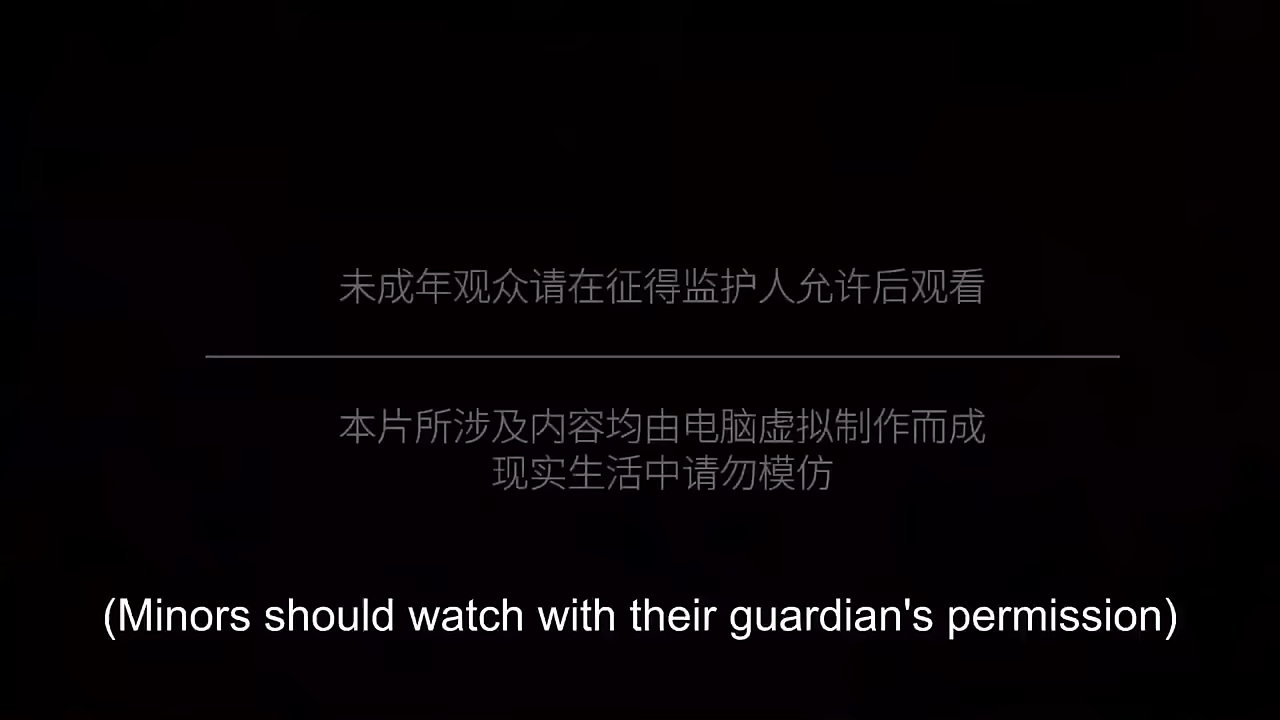 未成年观众请在征得监护人允许后观看
本片所涉及内容均由电脑虚拟制作而成
现实生活中请勿模仿
(Minors should watch with their guardian's permission)